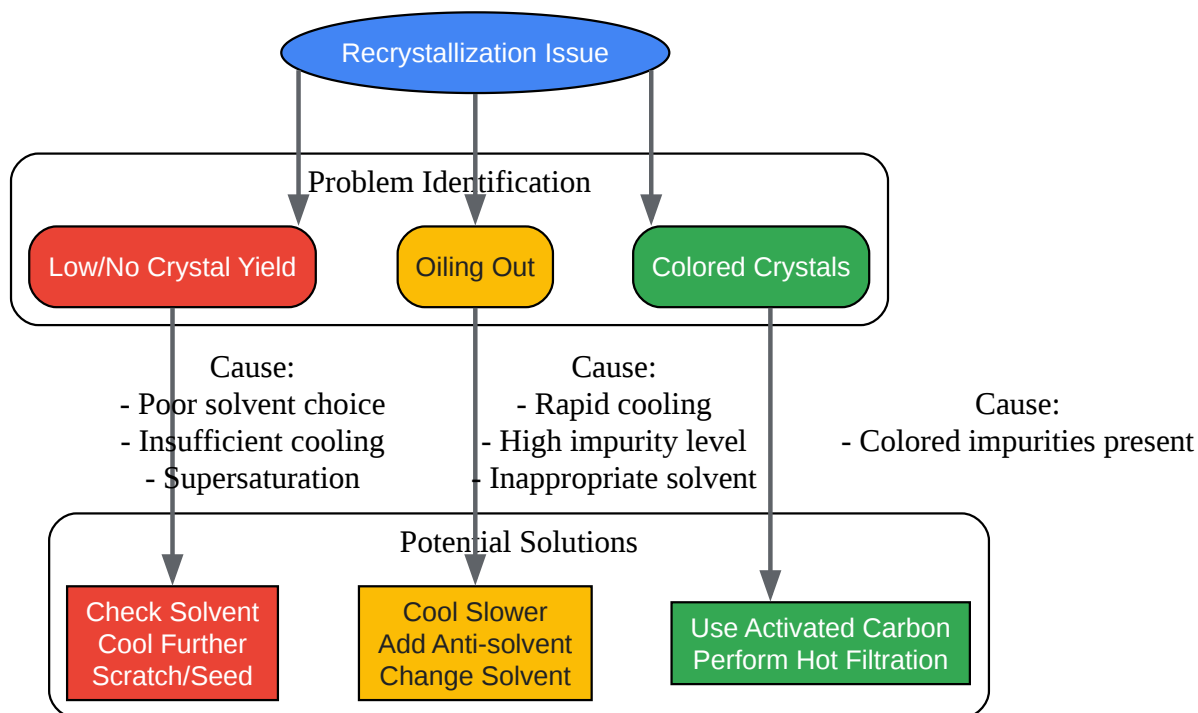 Recrystallization Issue
Problem Identification
Low/No Crystal Yield
Oiling Out
Colored Crystals
Cause:
- Poor solvent choice
- Insufficient cooling
- Supersaturation
Cause:
- Rapid cooling
- High impurity level
- Inappropriate solvent
Cause:
- Colored impurities present
Potential Solutions
Check Solvent
Cool Further
Scratch/Seed
Cool Slower
Add Anti-solvent
Change Solvent
Use Activated Carbon
Perform Hot Filtration